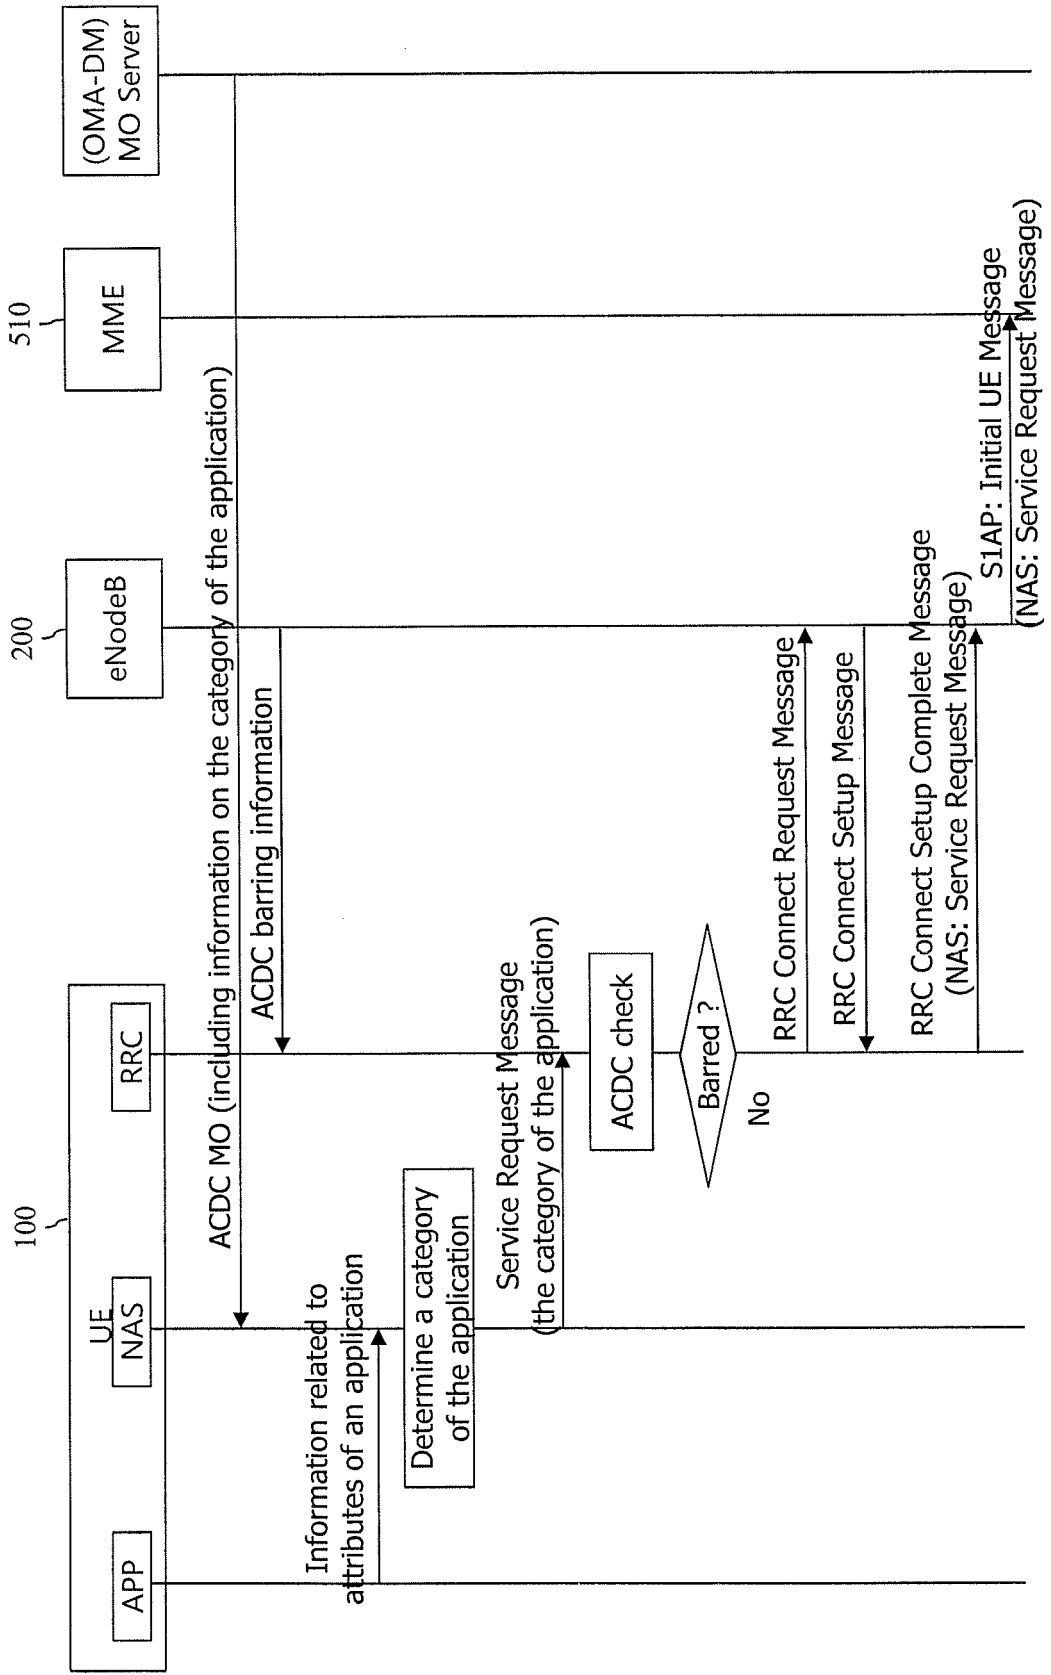 100
200
510
UE
APP
NAS
RRC
eNodeB
MME
(OMA-DM)
MO Server
ACDC MO (including information on the category of the application)
ACDC barring information
Information related to
attributes of an application
Determine a category
of the application
Service Request Message
(the category of the application)
ACDC check
Barred ?
No
RRC Connect Request Message
RRC Connect Setup Message
RRC Connect Setup Complete Message
(NAS: Service Request Message)
S1AP: Initial UE Message
(NAS: Service Request Message)